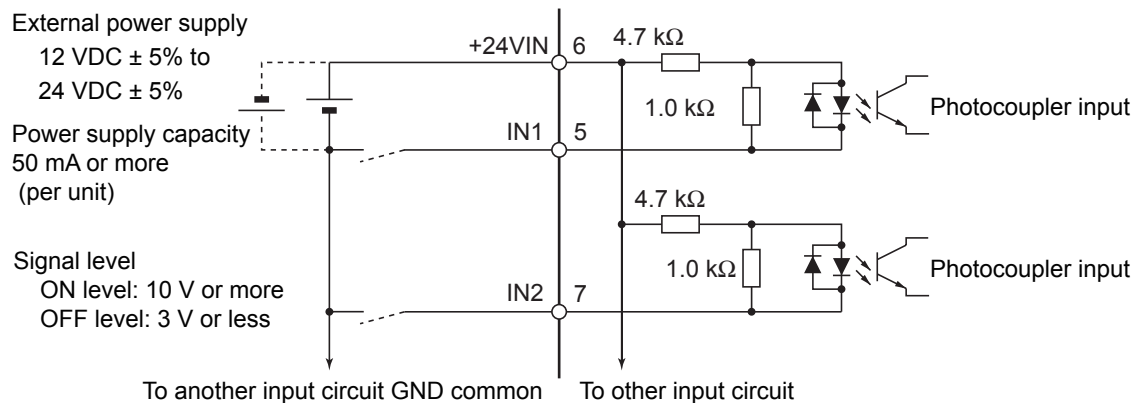 External power supply
12 VDC ± 5% to
24 VDC ± 5%
Power supply capacity
50 mA or more
(per unit)
Signal level
ON level: 10 V or more
OFF level: 3 V or less
+24VIN
6
4.7 kΩ
1.0 kΩ
Photocoupler input
IN1
5
4.7 kΩ
1.0 kΩ
Photocoupler input
IN2
7
To another input circuit GND common
To other input circuit